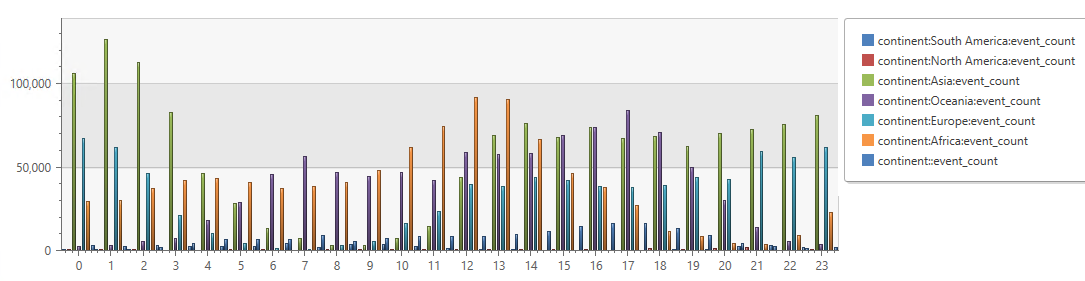 100,000
50,000
0
0 1 2 3 4 5 6 7 8 9 10 11 12 13 14 15 16 17 18 19 20 21 22 23
continent:South America:event_count
continent:North America:event_count
continent:Asia:event_count
continent:Oceania:event_count
continent:Europe:event_count
continent:Africa:event_count
continent::event_count